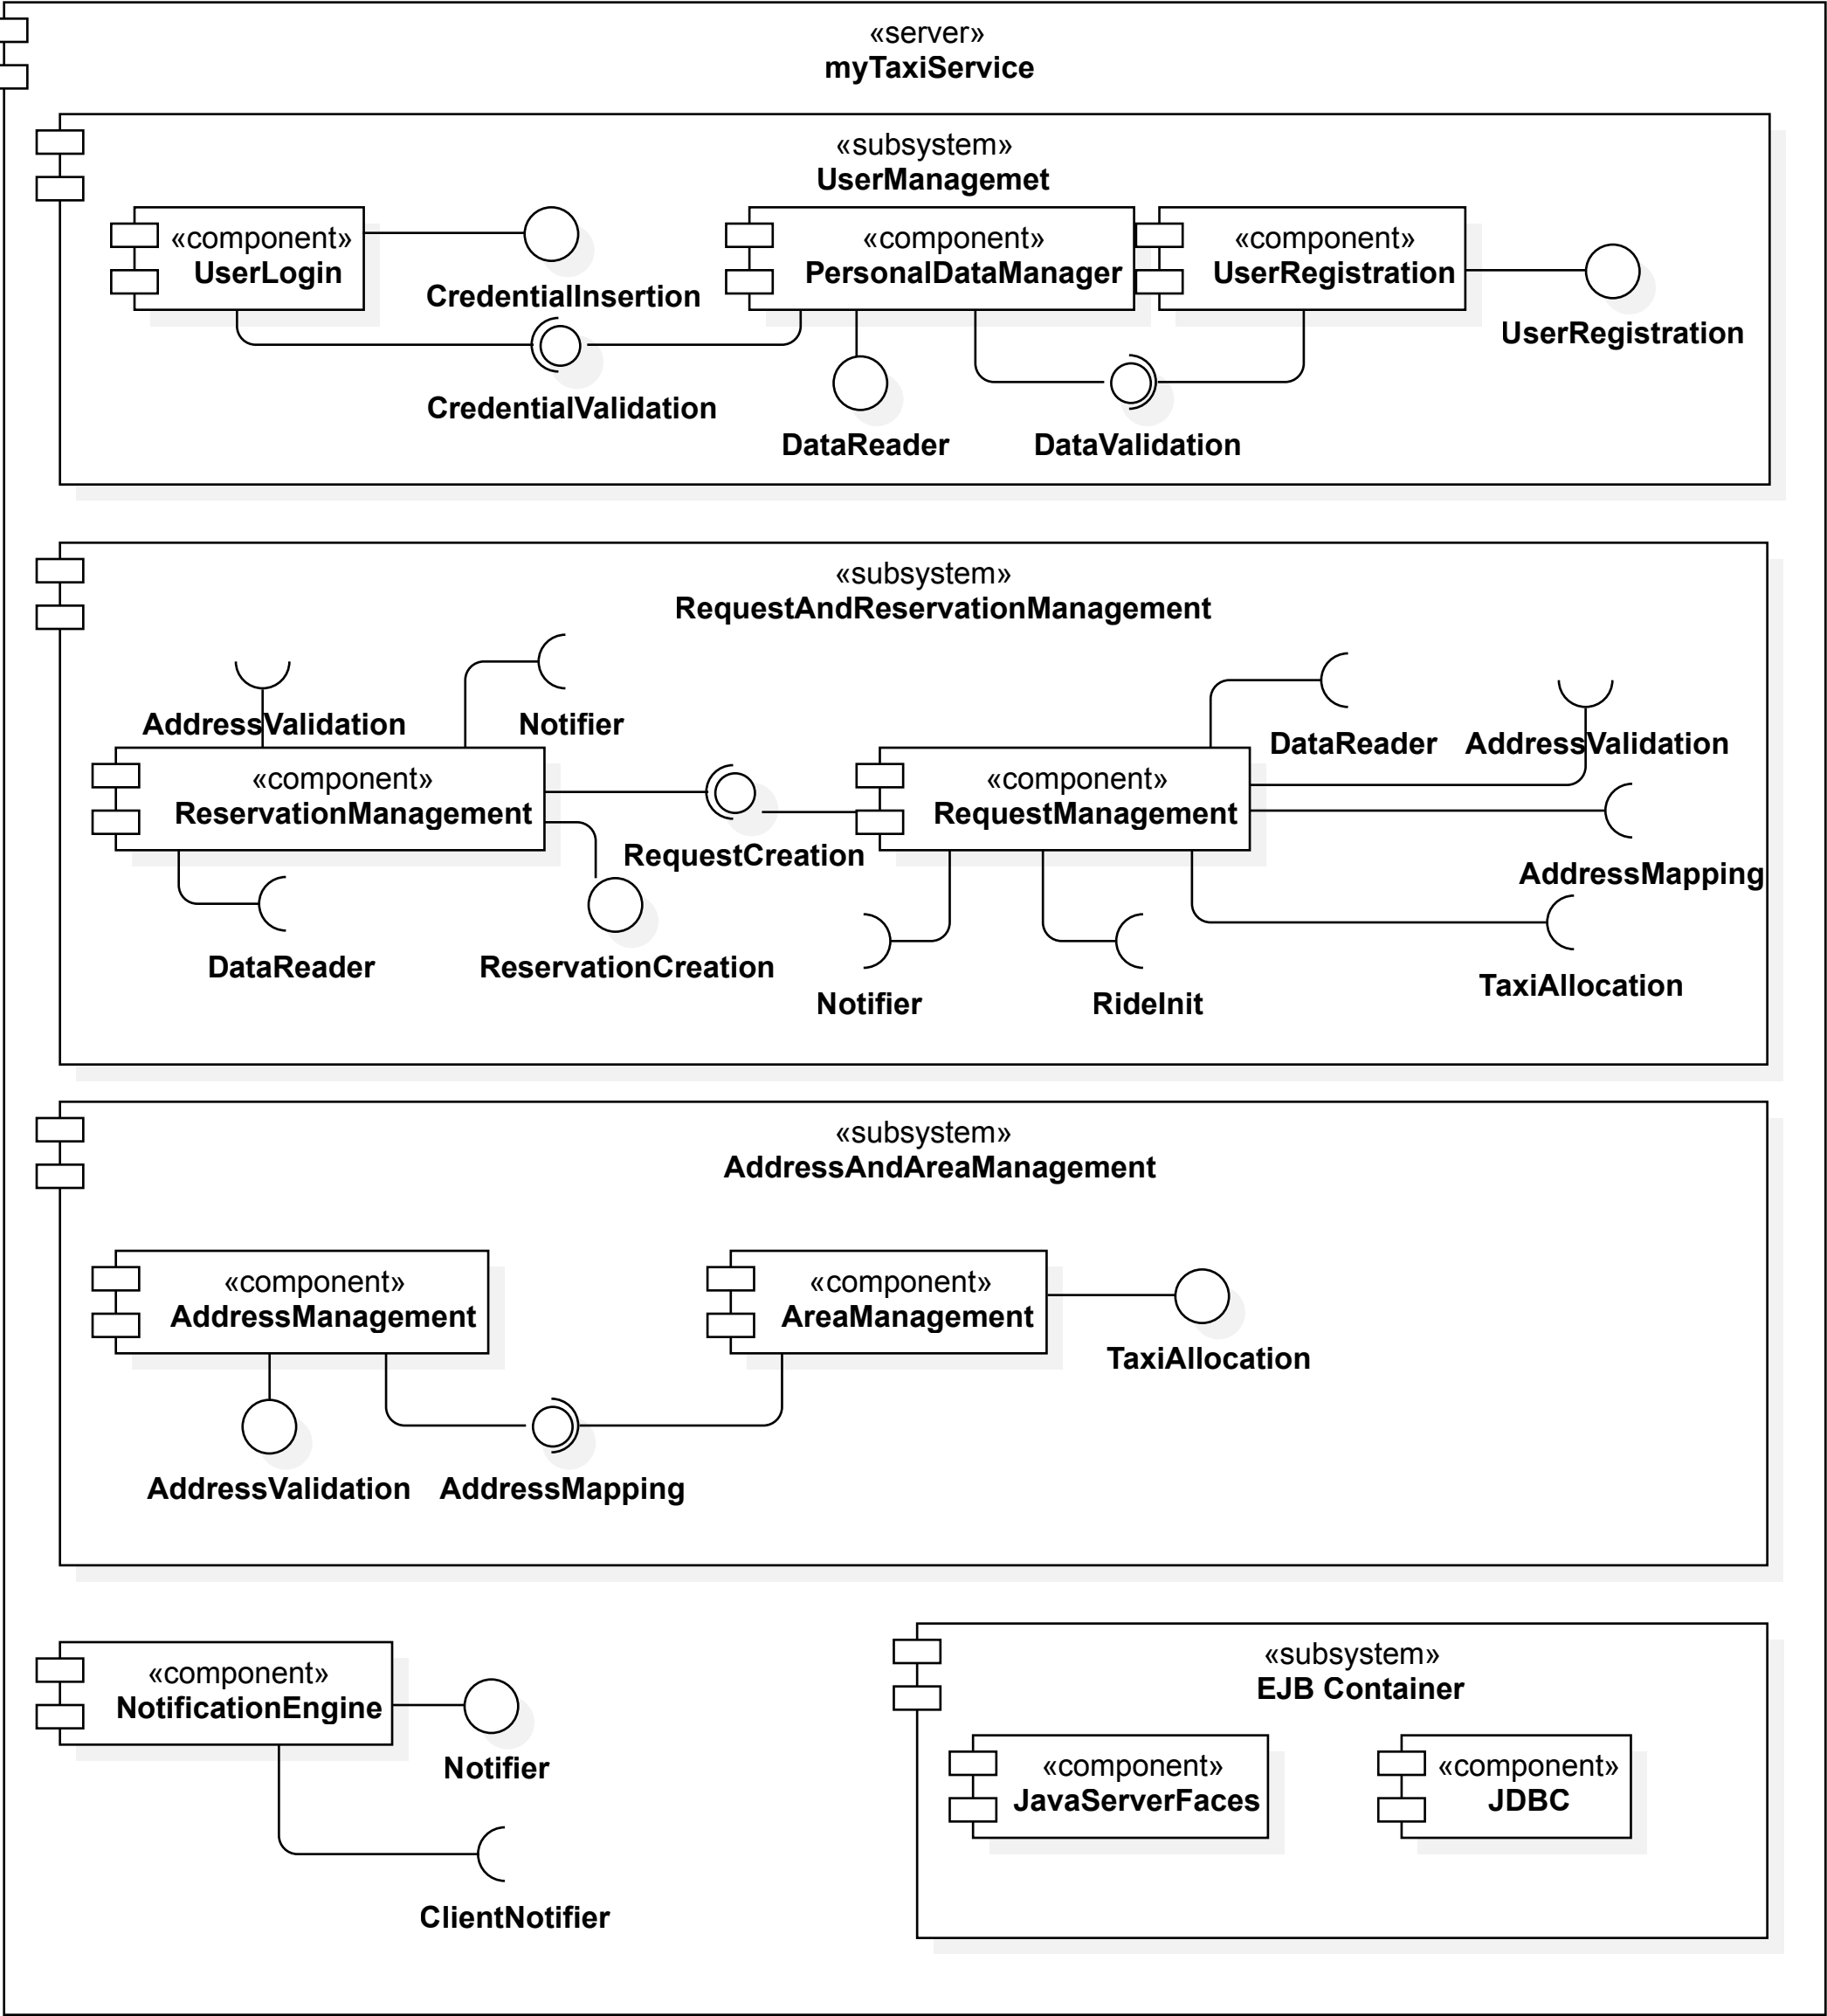 «server»
myTaxiService
«subsystem»
UserManagemet
«component»
UserLogin
CredentialInsertion
«component»
PersonalDataManager
«component»
UserRegistration
UserRegistration
CredentialValidation
DataReader
DataValidation
«subsystem»
RequestAndReservationManagement
AddressValidation
Notifier
DataReader
AddressValidation
«component»
ReservationManagement
RequestCreation
«component»
RequestManagement
AddressMapping
DataReader
ReservationCreation
Notifier
RideInit
TaxiAllocation
«subsystem»
AddressAndAreaManagement
«component»
AddressManagement
«component»
AreaManagement
TaxiAllocation
AddressValidation
AddressMapping
«component»
NotificationEngine
Notifier
ClientNotifier
«subsystem»
EJB Container
«component»
JavaServerFaces
«component»
JDBC